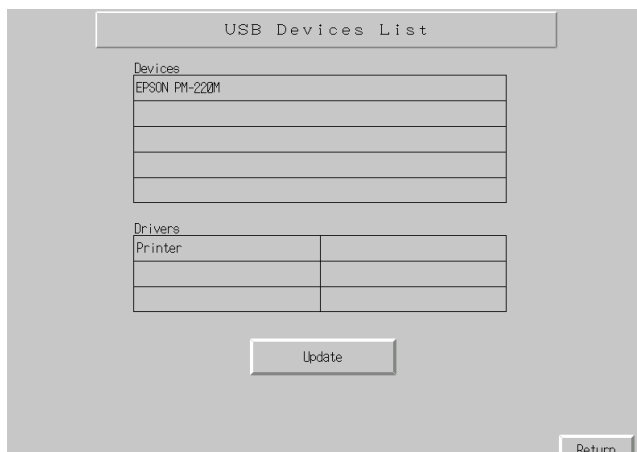 USB Devices List
Devices
EPSON PM-220M
Drivers
Printer
Update
Return